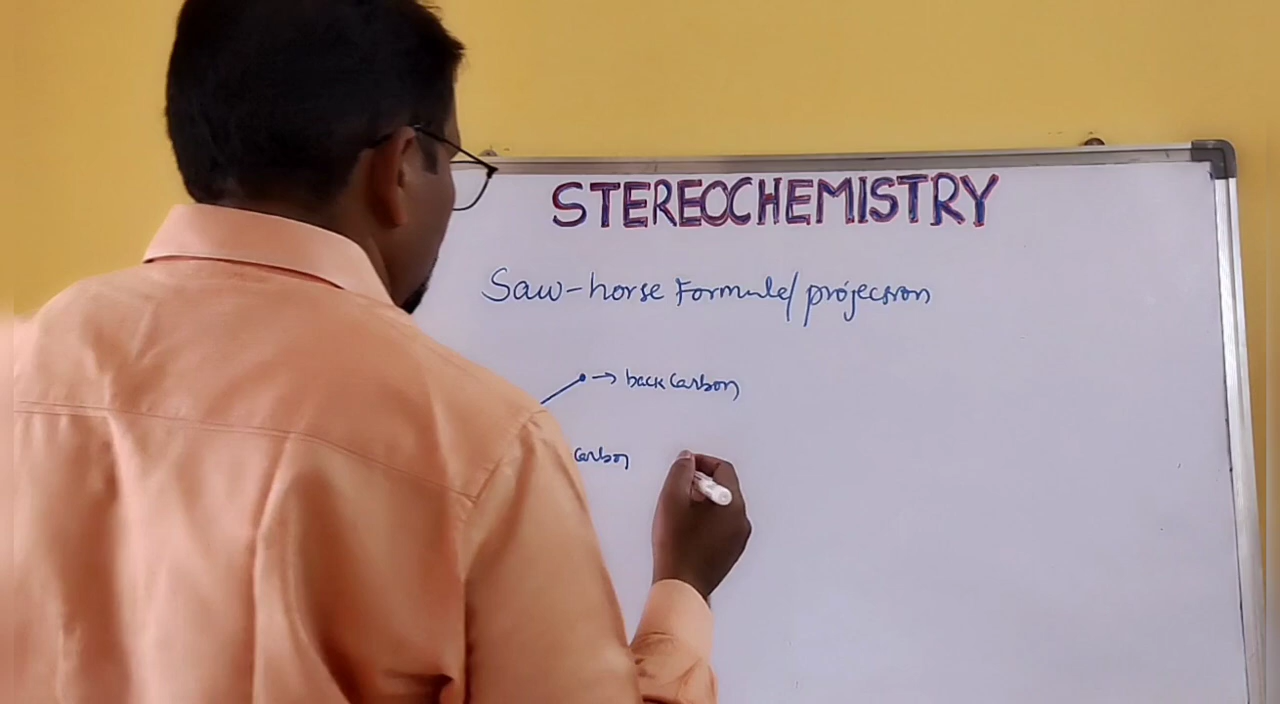 STEREOCHEMISTRY
Saw-horse Formula/projection
→ back carbon
carbon